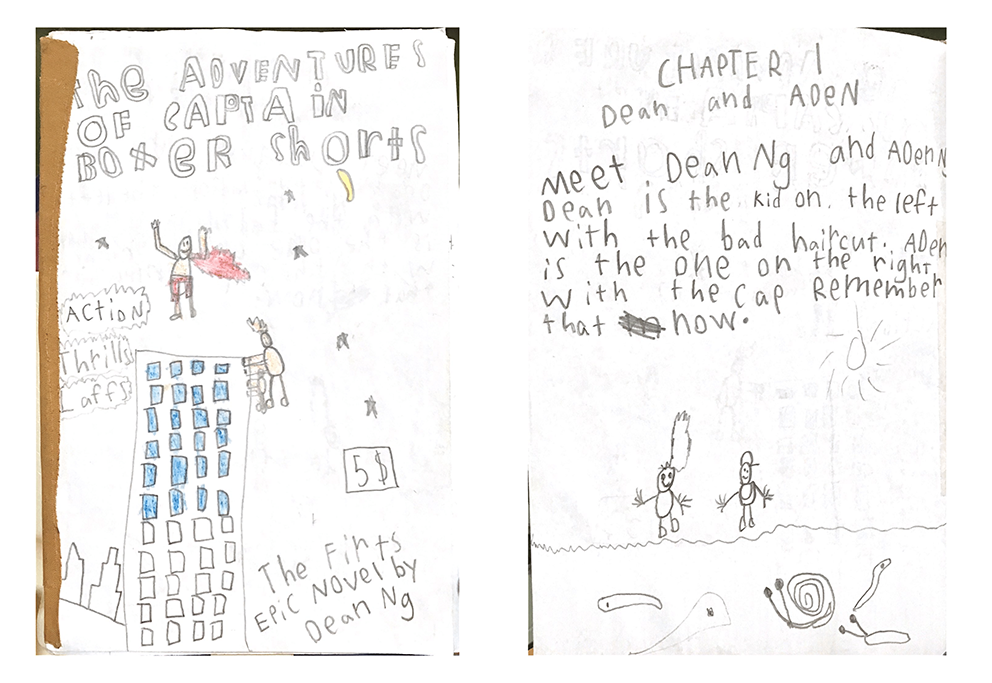 the ADVENTURES
OF CAPTAiN
BOxER shorts
ACtioN
Thrills
Laffs
5$
The Fints
EPiC NOVel by
Dean Ng
CHAPTER 1
Dean and ADEN
Meet Dean Ng and ADen N
Dean is the kid on. the left
With the bad haircut. ADen
is the one on the right.
With the Cap Remember
that now.